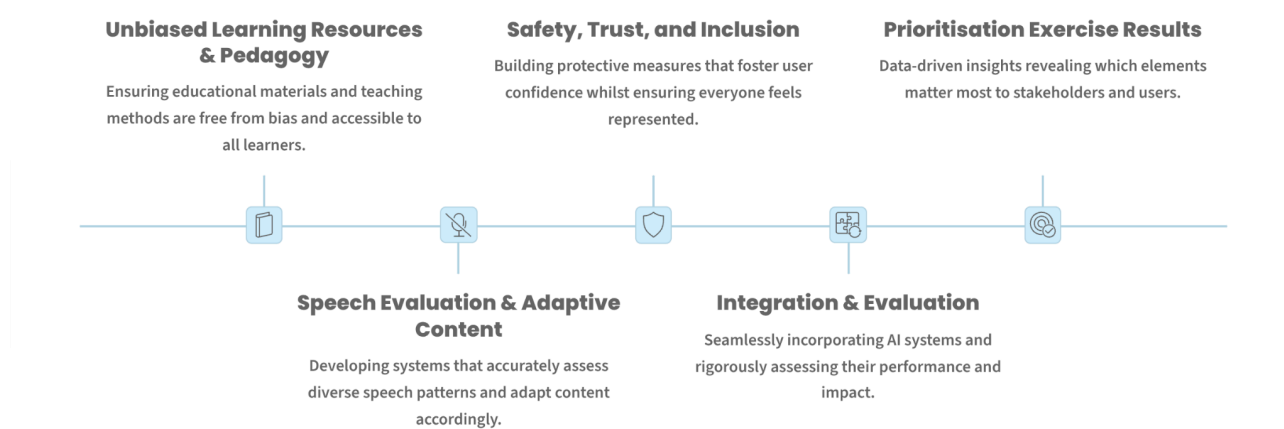 Unbiased Learning Resources
& Pedagogy
Ensuring educational materials and teaching
methods are free from bias and accessible to
all learners.
Speech Evaluation & Adaptive
Content
Developing systems that accurately assess
diverse speech patterns and adapt content
accordingly.
Safety, Trust, and Inclusion
Building protective measures that foster user
confidence whilst ensuring everyone feels
represented.
Integration & Evaluation
Seamlessly incorporating AI systems and
rigorously assessing their performance and
impact.
Prioritisation Exercise Results
Data-driven insights revealing which elements
matter most to stakeholders and users.